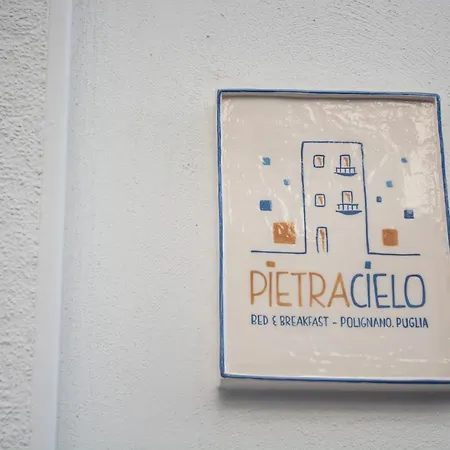 PIETRACIELO
BED & BREAKFAST - POLIGNANO, PUGLIA